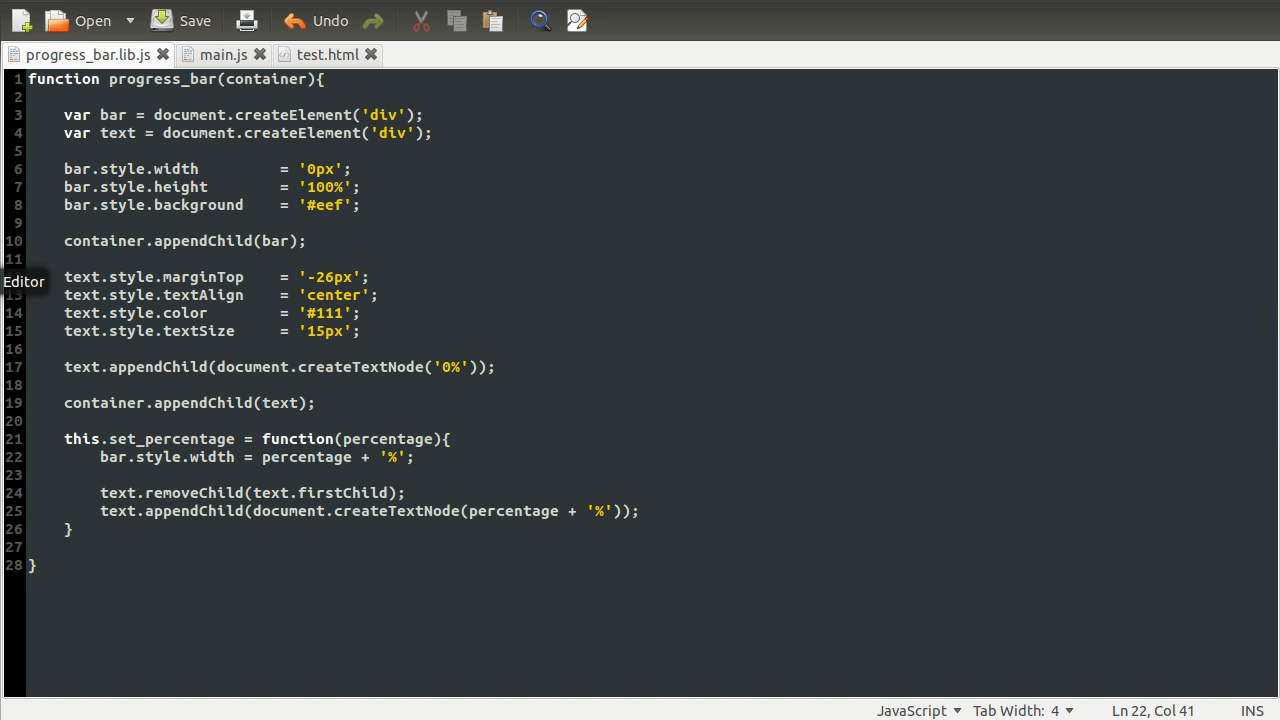 Open Save Undo
progress_bar.lib.js main.js test.html
1 function progress_bar(container){
2
3     var bar = document.createElement('div');
4     var text = document.createElement('div');
5
6     bar.style.width         = '0px';
7     bar.style.height        = '100%';
8     bar.style.background    = '#eef';
9
10     container.appendChild(bar);
11
Editor
    text.style.marginTop    = '-26px';
13     text.style.textAlign    = 'center';
14     text.style.color        = '#111';
15     text.style.textSize     = '15px';
16
17     text.appendChild(document.createTextNode('0%'));
18
19     container.appendChild(text);
20
21     this.set_percentage = function(percentage){
22         bar.style.width = percentage + '%';
23
24         text.removeChild(text.firstChild);
25         text.appendChild(document.createTextNode(percentage + '%'));
26     }
27
28 }
JavaScript Tab Width: 4 Ln 22, Col 41 INS